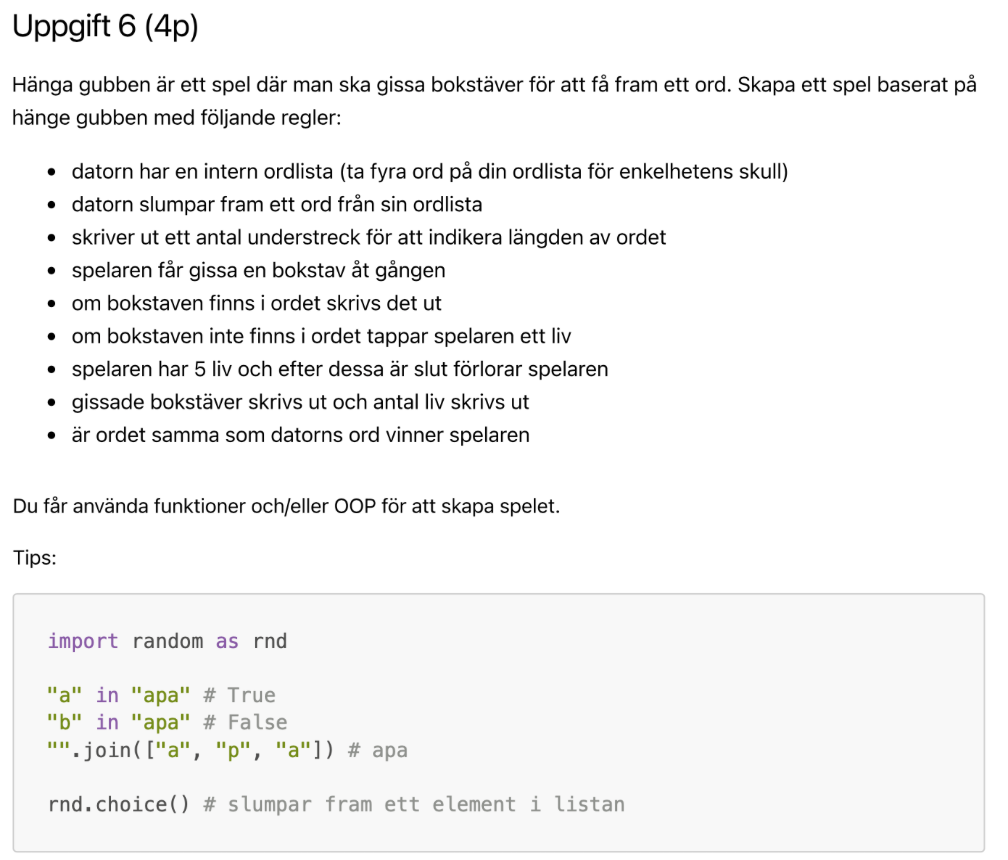 Uppgift 6 (4p)
Hänga gubben är ett spel där man ska gissa bokstäver för att få fram ett ord. Skapa ett spel baserat på
hänge gubben med följande regler:
• datorn har en intern ordlista (ta fyra ord på din ordlista för enkelhetens skull)
• datorn slumpar fram ett ord från sin ordlista
• skriver ut ett antal understreck för att indikera längden av ordet
• spelaren får gissa en bokstav åt gången
• om bokstaven finns i ordet skrivs det ut
• om bokstaven inte finns i ordet tappar spelaren ett liv
• spelaren har 5 liv och efter dessa är slut förlorar spelaren
• gissade bokstäver skrivs ut och antal liv skrivs ut
• är ordet samma som datorns ord vinner spelaren
Du får använda funktioner och/eller OOP för att skapa spelet.
Tips:
import random as rnd
"a" in "apa" # True
"b" in "apa" # False
"".join(["a", "p", "a"]) # apa
rnd.choice() # slumpar fram ett element i listan